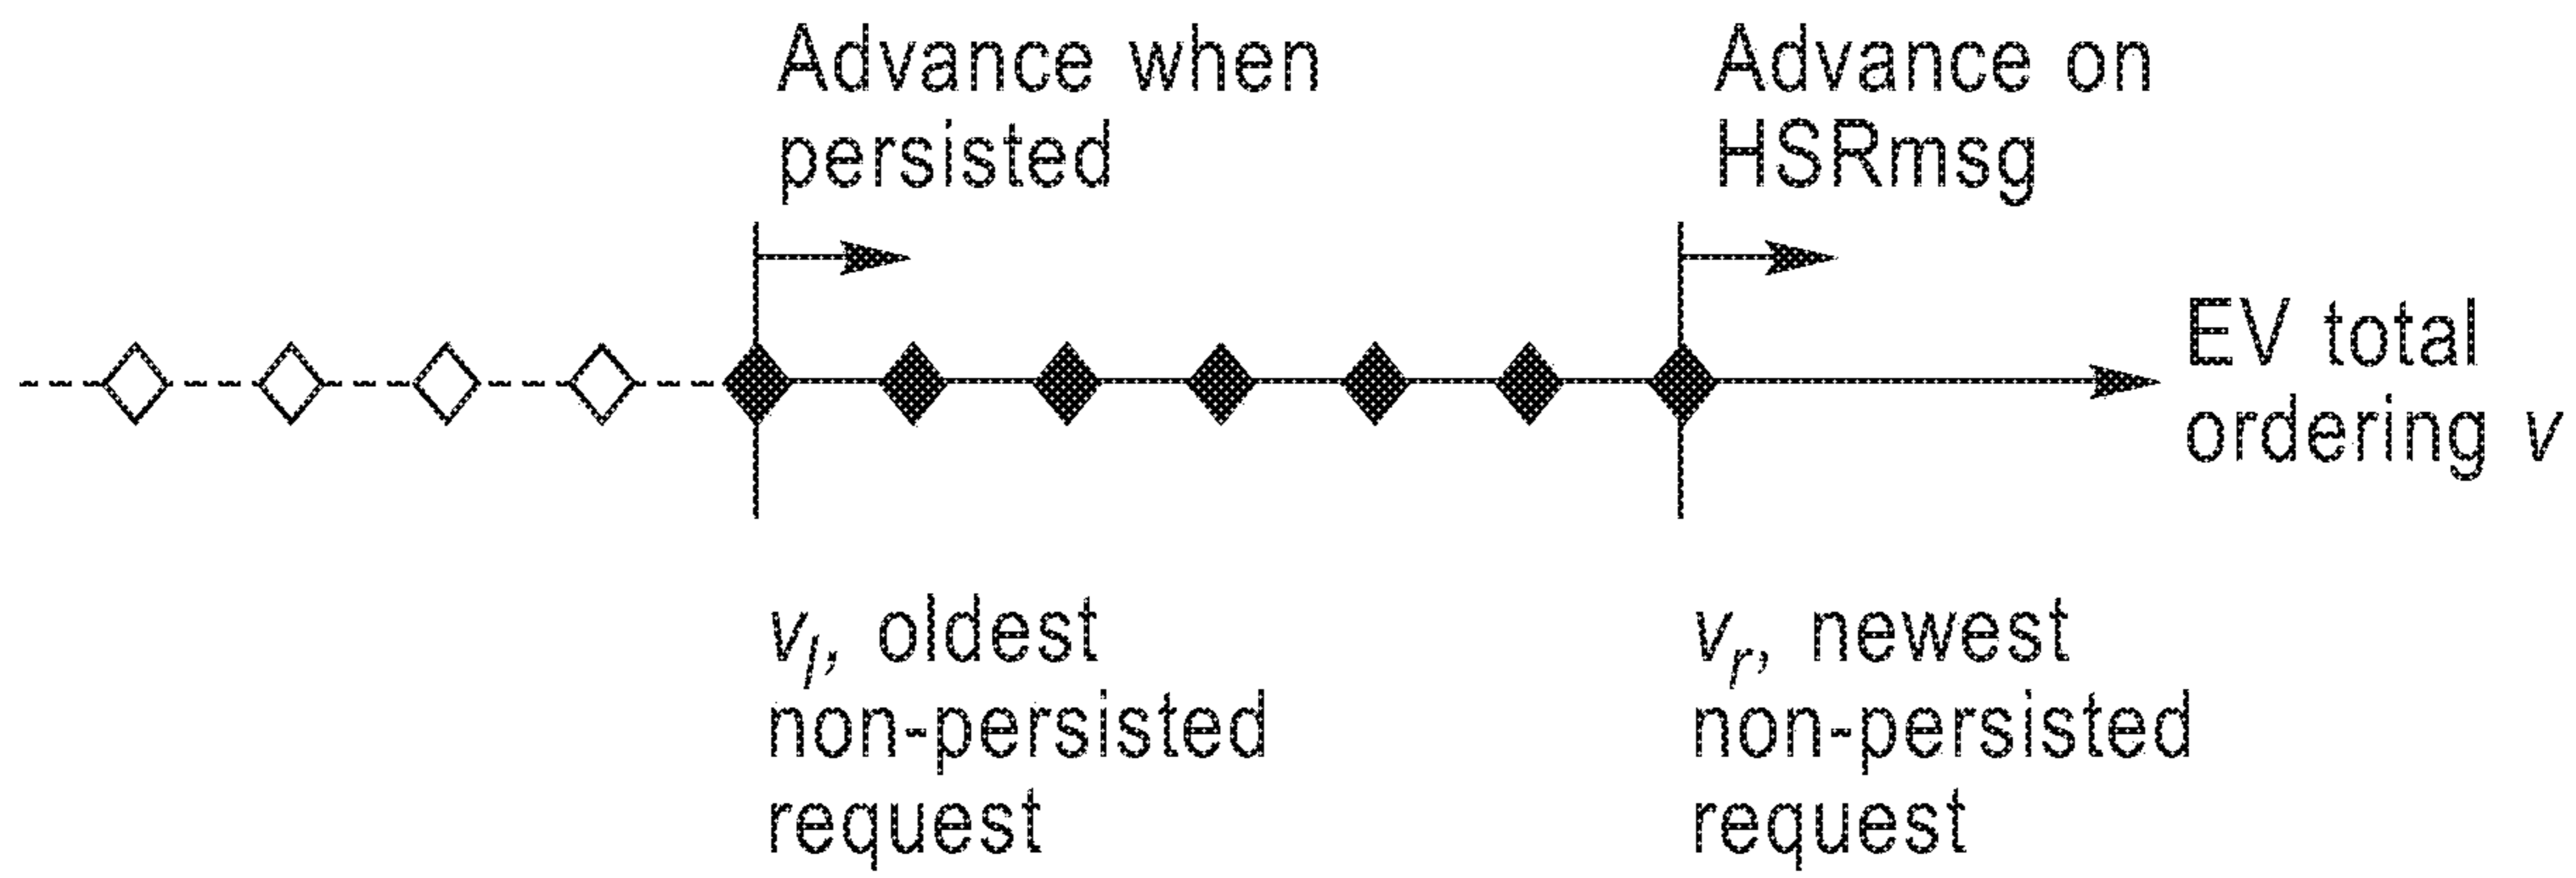 Advance when
persisted
Advance on
HSRmsg
EV total
ordering v
v_l, oldest
non-persisted
request
v_r, newest
non-persisted
request